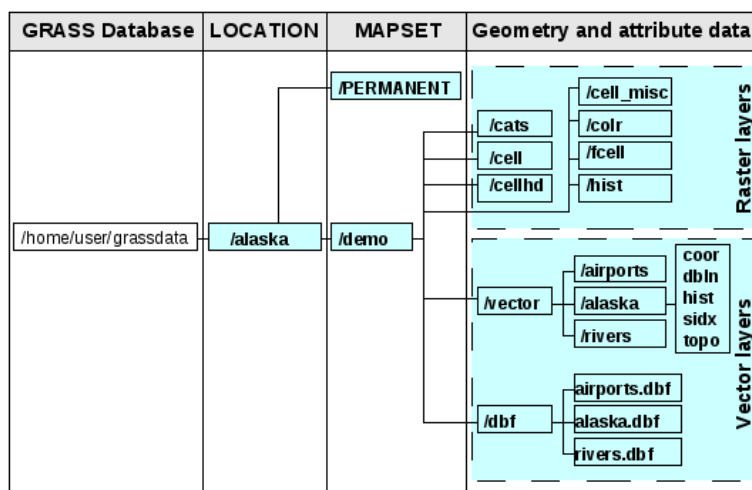 GRASS Database
LOCATION
MAPSET
Geometry and attribute data
/PERMANENT
/cell_misc
/cats
/colr
/cell
/fcell
/cellhd
/hist
Raster layers
/home/user/grassdata
/alaska
/demo
/vector
/airports
/alaska
/rivers
coor
dbln
hist
sidx
topo
/dbf
airports.dbf
alaska.dbf
rivers.dbf
Vector layers